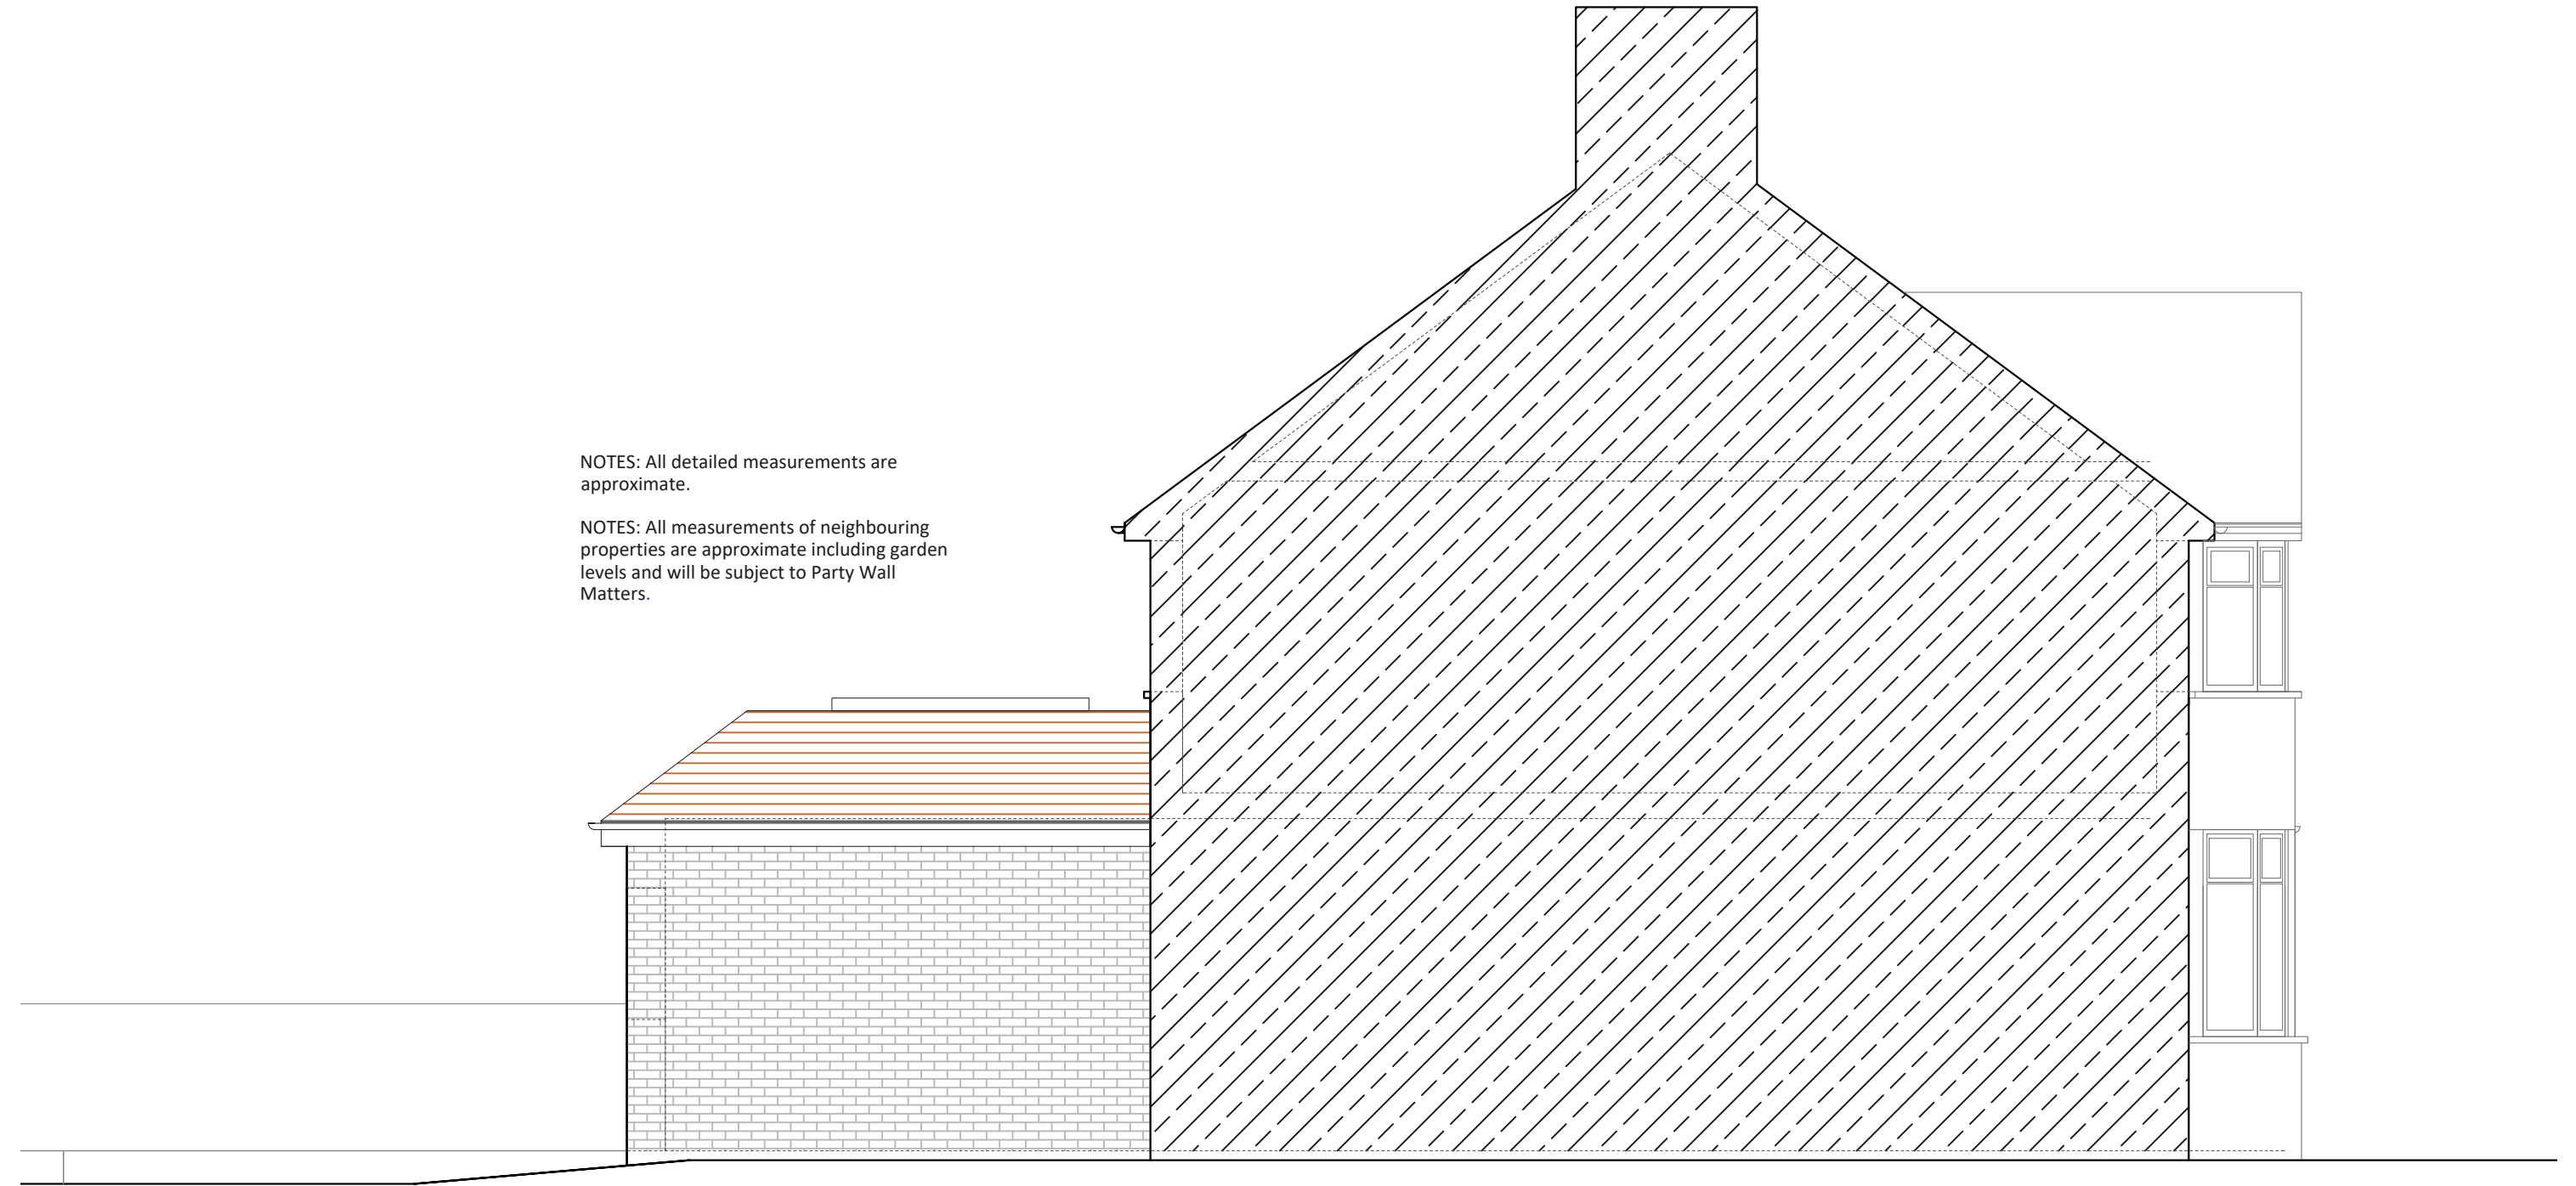 NOTES: All detailed measurements are
approximate.
NOTES: All measurements of neighbouring
properties are approximate including garden
levels and will be subject to Party Wall
Matters.